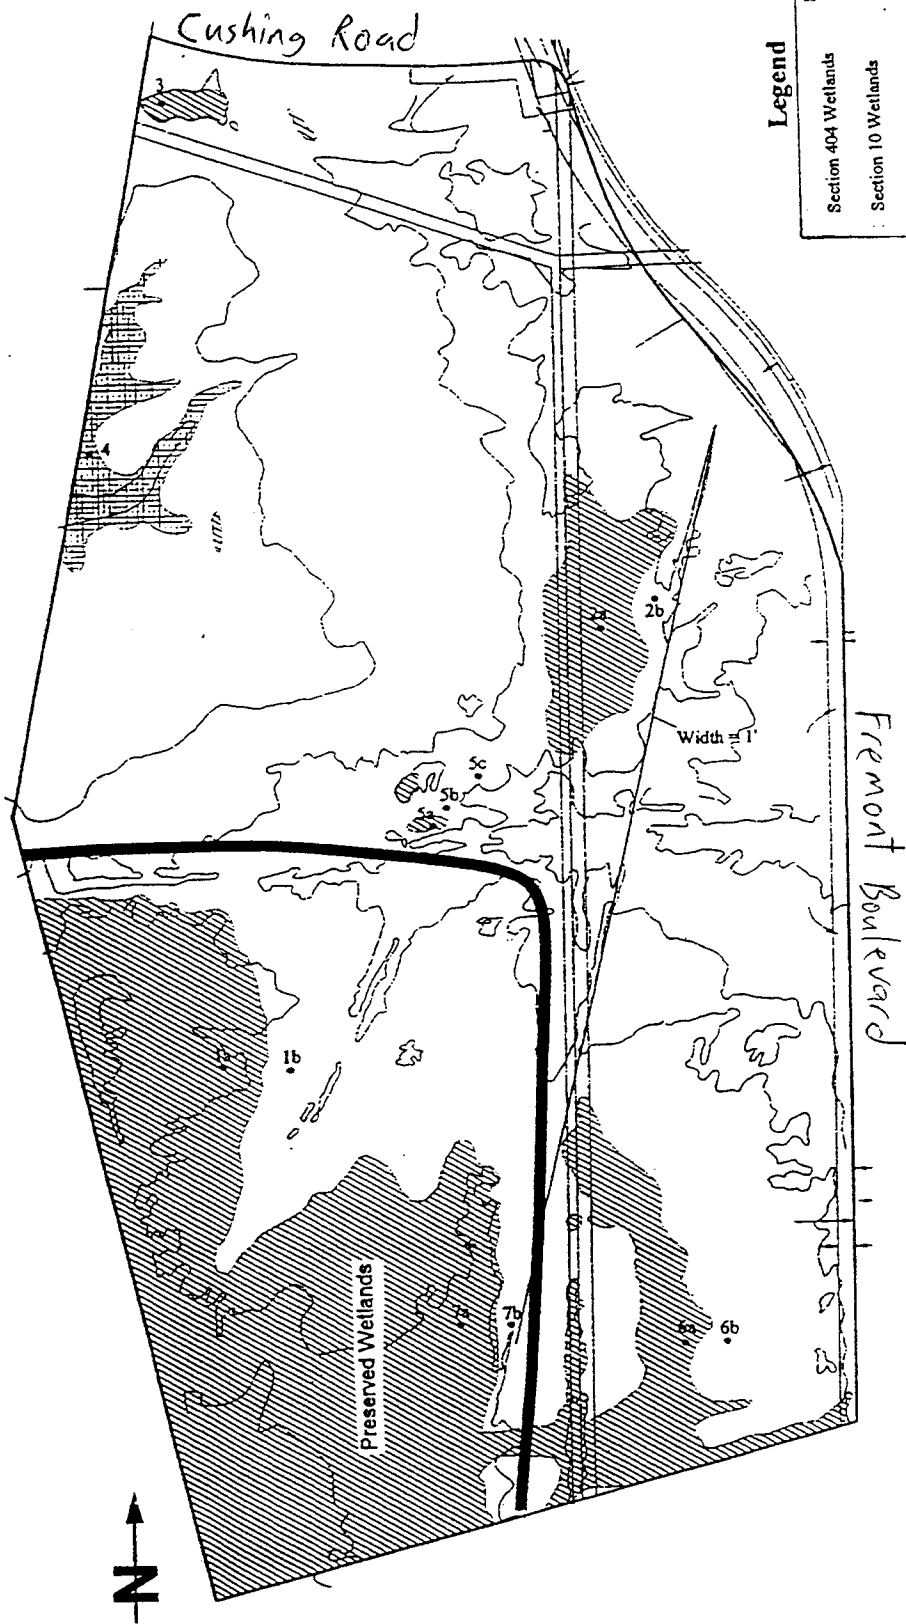 Cushing Road
Legend
Section 404 Wetlands
Section 10 Wetlands
3
4
2a
2b
Width = 1'
5c
5b
5a
Fremont Boulevard
1b
Preserved Wetlands
7a
7b
6a
6b
N